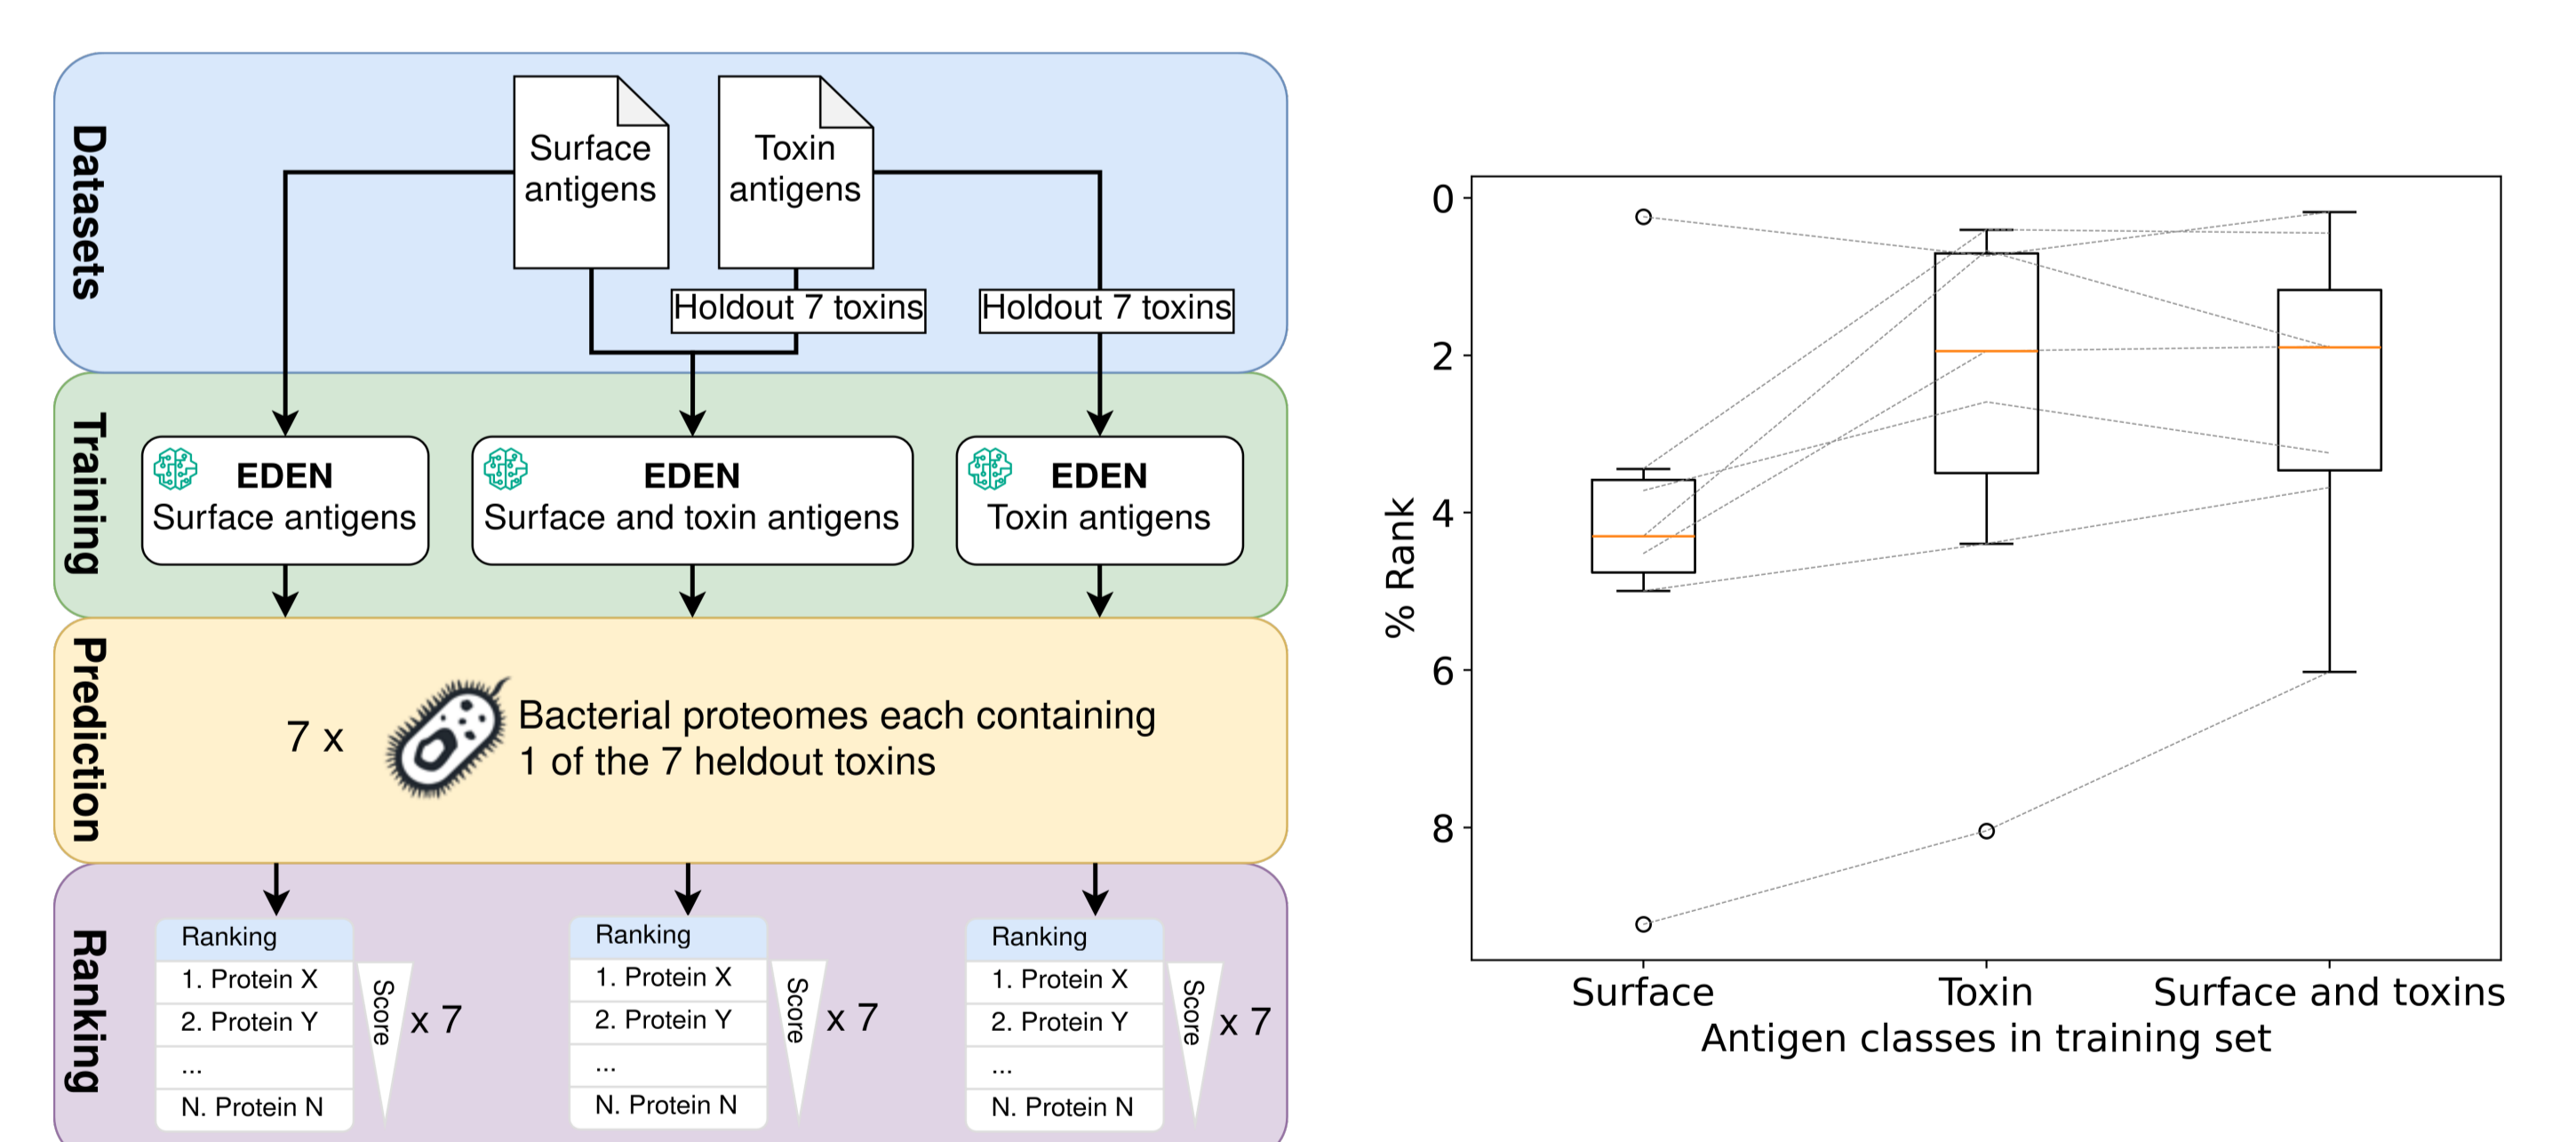 Datasets
Surface
antigens
Toxin
antigens
Holdout 7 toxins
Holdout 7 toxins
Training
EDEN
Surface antigens
EDEN
Surface and toxin antigens
EDEN
Toxin antigens
Prediction
7 x
Bacterial proteomes each containing
1 of the 7 heldout toxins
Ranking
Ranking
1. Protein X
2. Protein Y
...
N. Protein N
Score
x 7
Ranking
1. Protein X
2. Protein Y
...
N. Protein N
Score
x 7
Ranking
1. Protein X
2. Protein Y
...
N. Protein N
Score
x 7
% Rank
0
2
4
6
8
Surface
Toxin
Surface and toxins
Antigen classes in training set